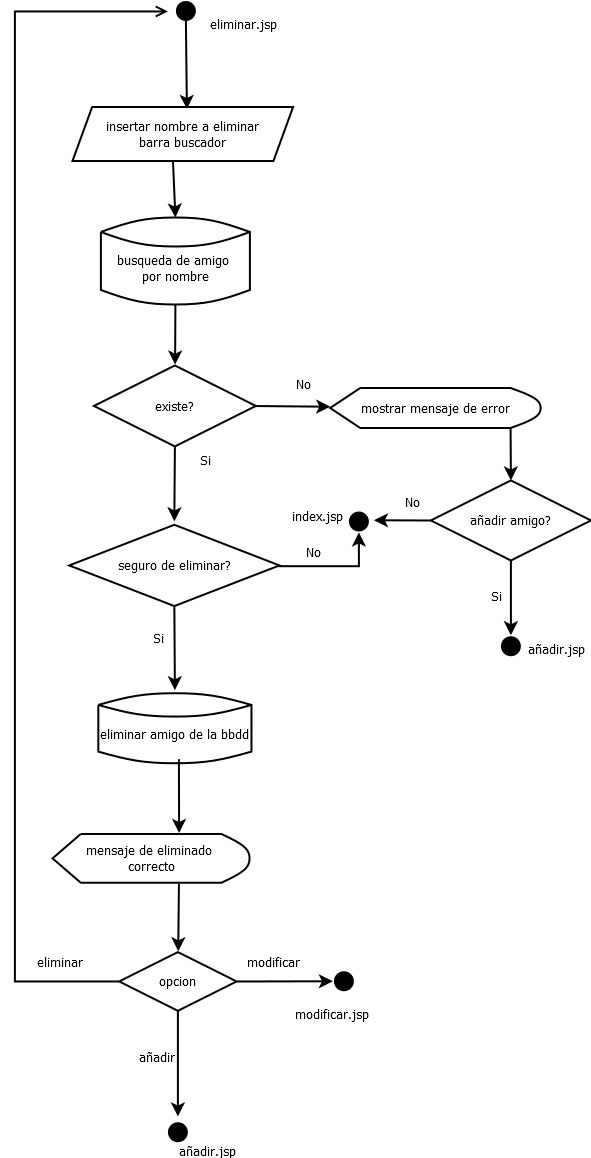 eliminar.jsp
insertar nombre a eliminar
barra buscador
busqueda de amigo
por nombre
existe?
No
mostrar mensaje de error
Si
index.jsp
No
añadir amigo?
seguro de eliminar?
No
Si
añadir.jsp
Si
eliminar amigo de la bbdd
mensaje de eliminado
correcto
eliminar
opcion
modificar
modificar.jsp
añadir
añadir.jsp